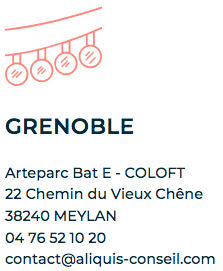 GRENOBLE
Arteparc Bat E - COLOFT
22 Chemin du Vieux Chêne
38240 MEYLAN
04 76 52 10 20
contact@aliquis-conseil.com